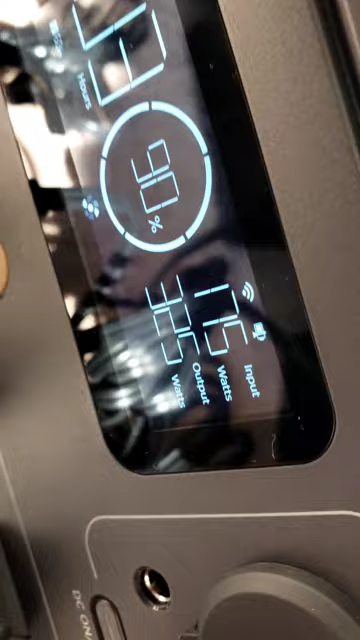 Hours
90%
Input
175 Watts
Output
325 Watts
DC ON/